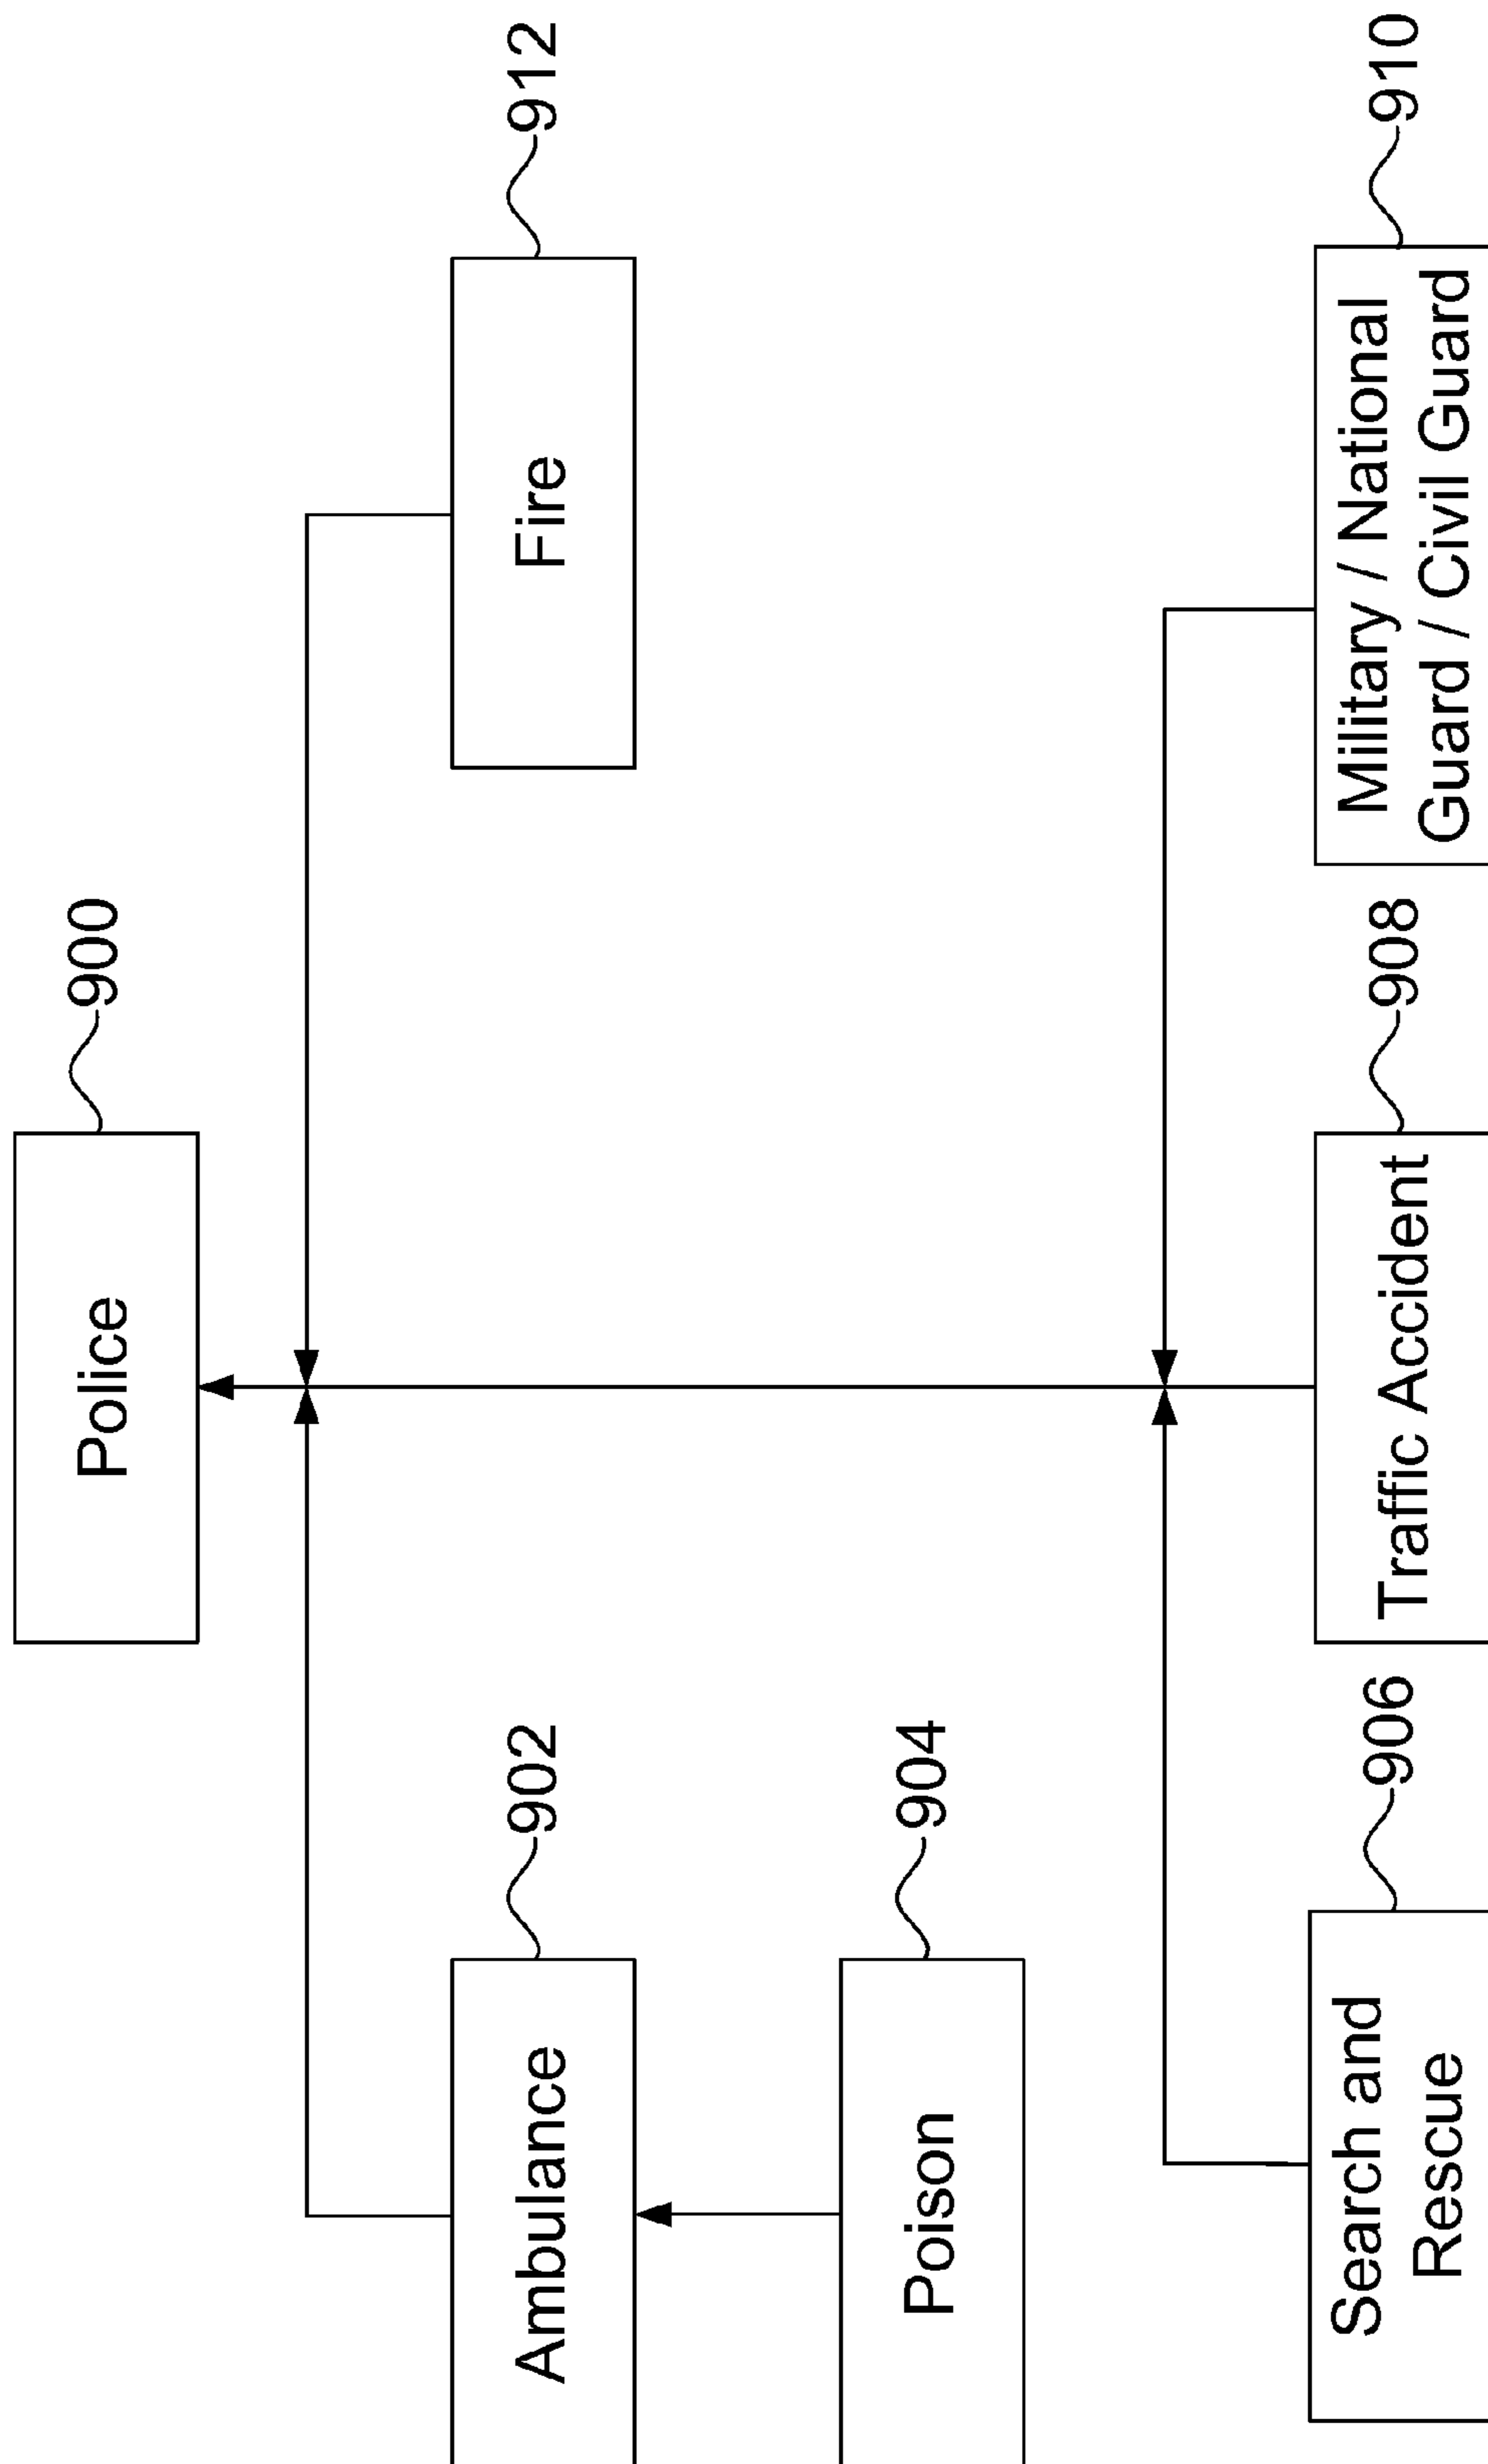 Police
900
Ambulance
902
Fire
912
Poison
904
Search and
Rescue
906
Traffic Accident
908
Military / National
Guard / Civil Guard
910